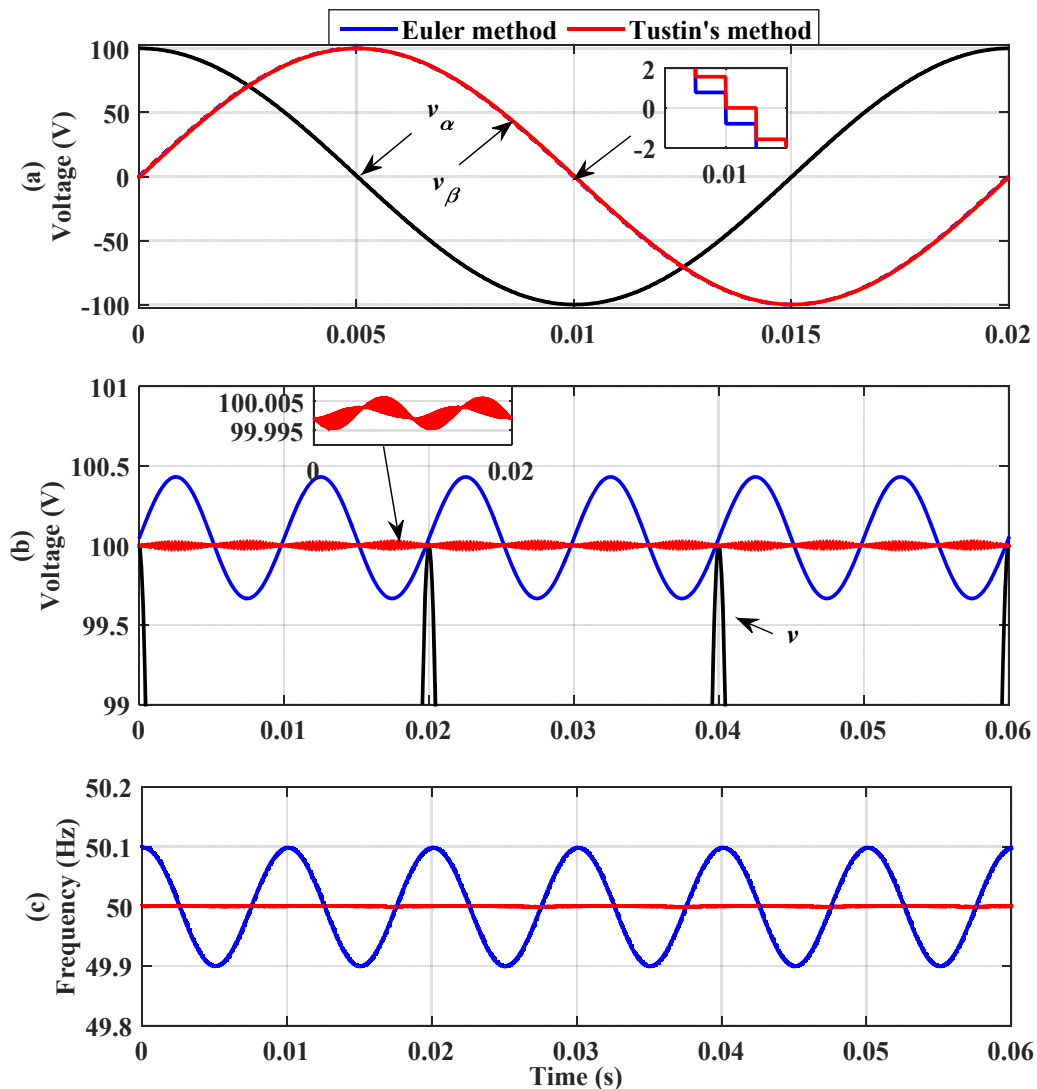 Euler method Tustin's method
(a)
Voltage (V)
100
50
0
-50
-100
vα
vβ
2
0
-2
0.01
0 0.005 0.01 0.015 0.02
(b)
Voltage (V)
101
100.5
100
99.5
99
100.005
99.995
0 0.02
v
0 0.01 0.02 0.03 0.04 0.05 0.06
(c)
Frequency (Hz)
50.2
50.1
50
49.9
49.8
0 0.01 0.02 0.03 0.04 0.05 0.06
Time (s)